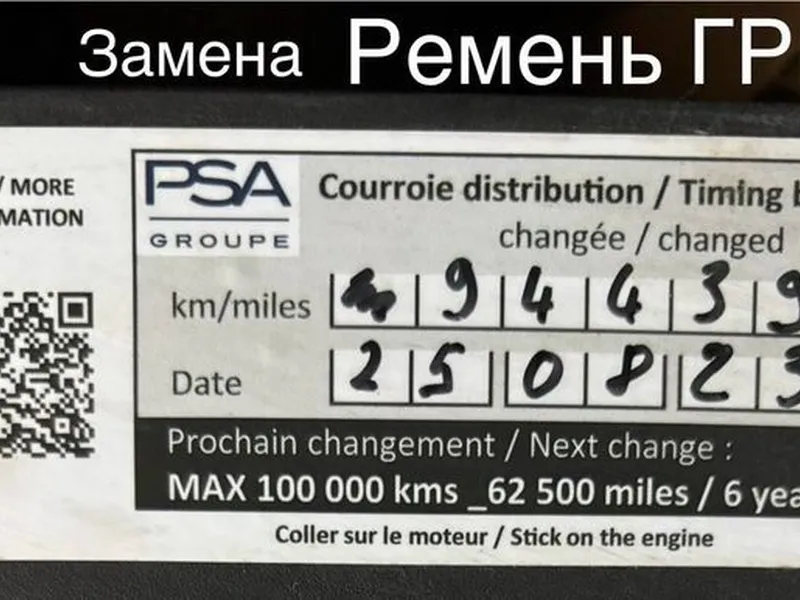 Замена Ремень ГР
/ MORE
MATION
PSA
GROUPE
Courroie distribution / Timing b
changée / changed
km/miles 9 4 4 3 9
Date 2 5 0 8 2 3
Prochain changement / Next change :
MAX 100 000 kms _62 500 miles / 6 yea
Coller sur le moteur / Stick on the engine